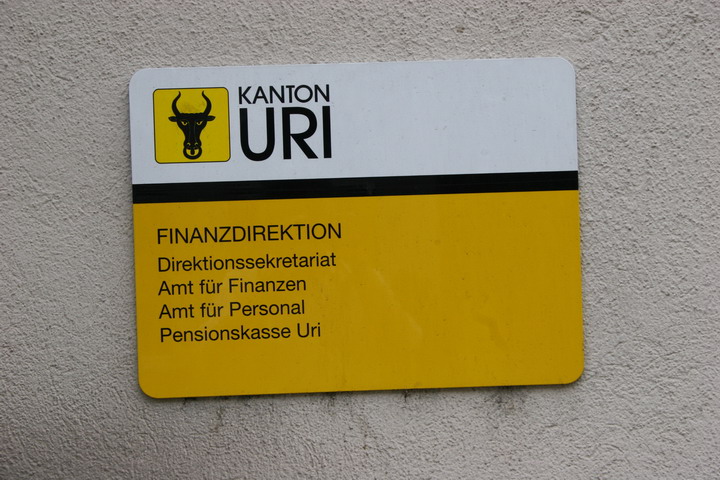 KANTON
URI
FINANZDIREKTION
Direktionssekretariat
Amt für Finanzen
Amt für Personal
Pensionskasse Uri